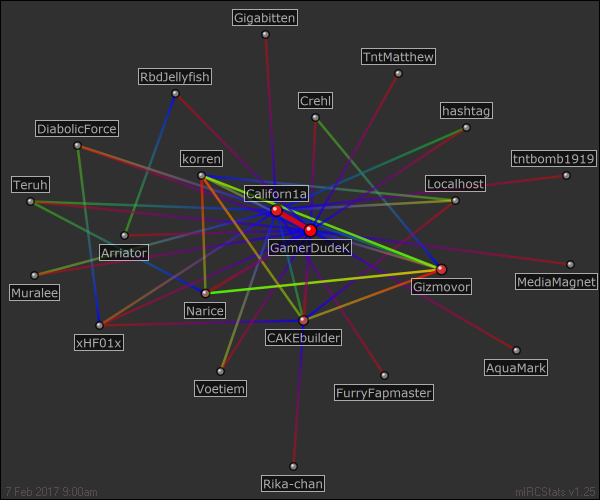 Gigabitten
TntMatthew
RbdJellyfish
Crehl
hashtag
DiabolicForce
korren
tntbomb1919
Teruh
Californ1a
Localhost
GamerDudeK
Arriator
Muralee
Gizmovor
MediaMagnet
Narice
xHF01x
CAKEbuilder
AquaMark
Voetiem
FurryFapmaster
Rika-chan
7 Feb 2017 9:00am
mIRCStats v1.25